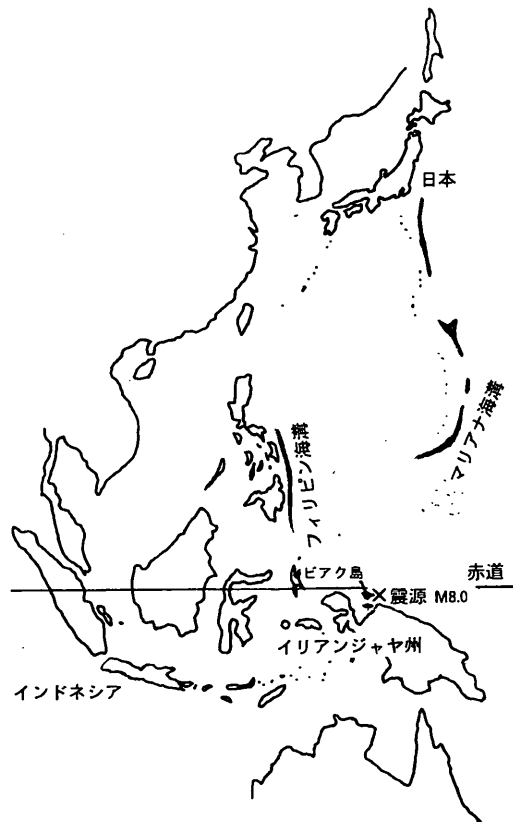 日本
マリアナ海溝
フィリピン海溝
ビアク島
赤道
震源 M8.0
イリアンジャヤ州
インドネシア